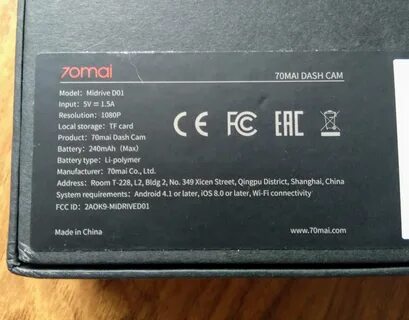 70mai
70MAI DASH CAM
Model: Midrive D01
Input: 5V ⎓ 1.5A
Resolution: 1080P
Local storage: TF card
Product: 70mai Dash Cam
Battery: 240mAh (Max)
Battery type: Li-polymer
Manufacturer: 70mai Co., Ltd.
Address: Room T-228, L2, Bldg 2, No. 349 Xicen Street, Qingpu District, Shanghai, China
System requirements: Android 4.1 or later, iOS 8.0 or later, Wi-Fi connectivity
FCC ID: 2AOK9-MIDRIVED01
CE FC EAC
Made in China
www.70mai.com